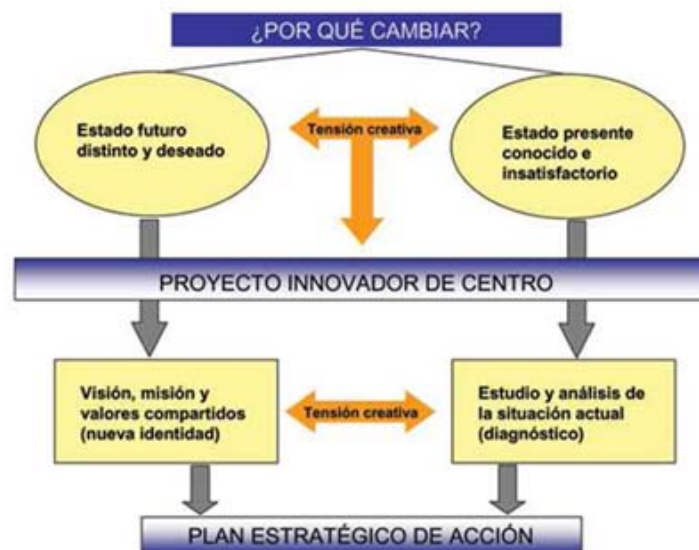 ¿POR QUÉ CAMBIAR?
Estado futuro
distinto y deseado
Tensión creativa
Estado presente
conocido e
insatisfactorio
PROYECTO INNOVADOR DE CENTRO
Visión, misión y
valores compartidos
(nueva identidad)
Tensión creativa
Estudio y análisis de
la situación actual
(diagnóstico)
PLAN ESTRATÉGICO DE ACCIÓN